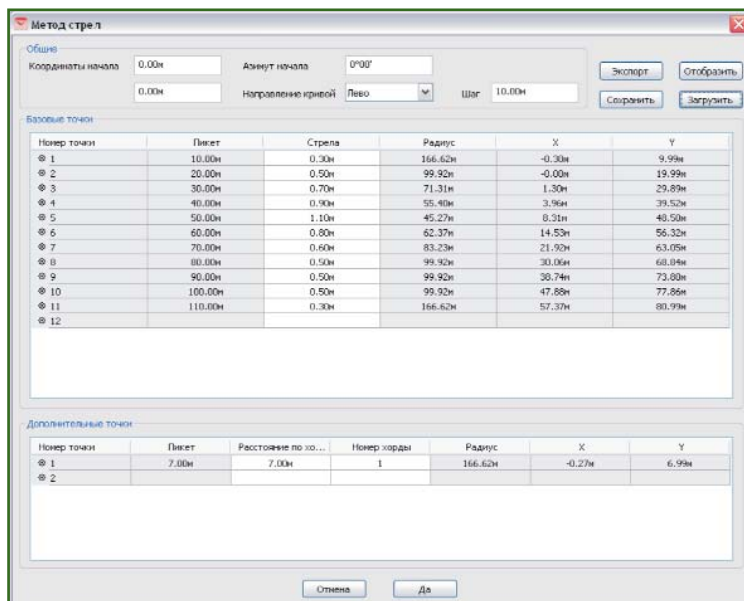 Метод стрел
Общие
Координаты начала 0.00м Азимут начала 0°00' Экспорт Отобразить
0.00м Направление кривой Лево Шаг 10.00м Сохранить Загрузить
Базовые точки
Номер точки Пикет Стрела Радиус X Y
1 10.00м 0.30м 166.62м -0.30м 9.99м
2 20.00м 0.50м 99.92м -0.00м 19.99м
3 30.00м 0.70м 71.31м 1.30м 29.89м
4 40.00м 0.90м 55.40м 3.96м 39.52м
5 50.00м 1.10м 45.27м 8.31м 48.50м
6 60.00м 0.80м 62.37м 14.53м 56.32м
7 70.00м 0.60м 83.23м 21.92м 63.05м
8 80.00м 0.50м 99.92м 30.06м 68.84м
9 90.00м 0.50м 99.92м 38.74м 73.80м
10 100.00м 0.50м 99.92м 47.88м 77.86м
11 110.00м 0.30м 166.62м 57.37м 80.99м
12
Дополнительные точки
Номер точки Пикет Расстояние по хо... Номер хорды Радиус X Y
1 7.00м 7.00м 1 166.62м -0.27м 6.99м
2
Отмена Да